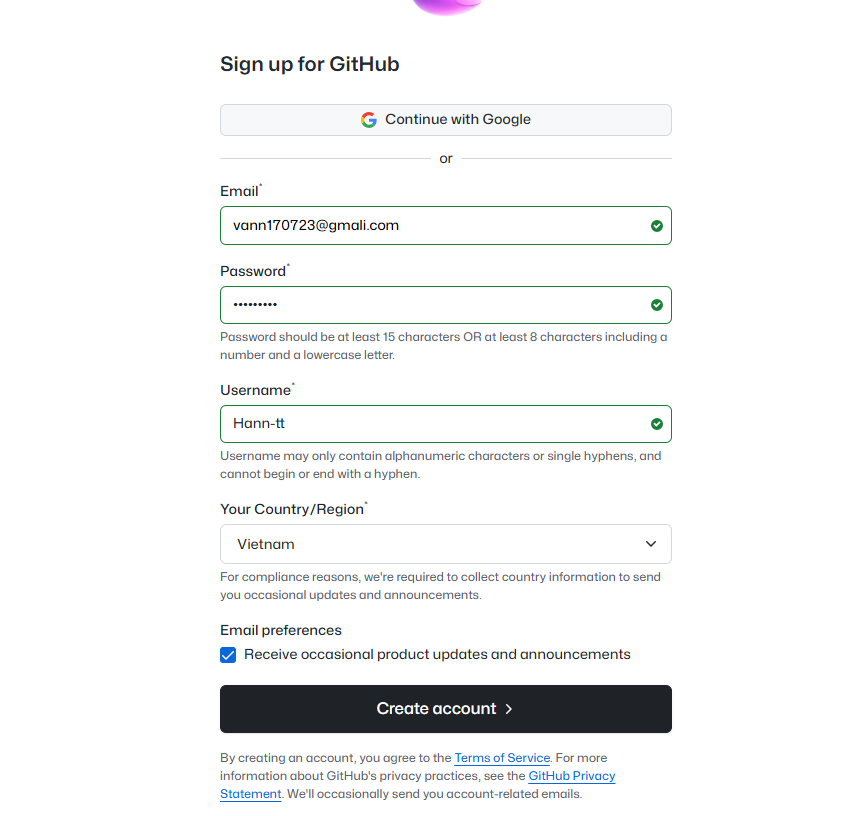 Sign up for GitHub
Continue with Google
or
Email*
vann170723@gmali.com
Password*
•••••••••
Password should be at least 15 characters OR at least 8 characters including a
number and a lowercase letter.
Username*
Hann-tt
Username may only contain alphanumeric characters or single hyphens, and
cannot begin or end with a hyphen.
Your Country/Region*
Vietnam
For compliance reasons, we're required to collect country information to send
you occasional updates and announcements.
Email preferences
Receive occasional product updates and announcements
Create account
By creating an account, you agree to the Terms of Service. For more
information about GitHub's privacy practices, see the GitHub Privacy
Statement. We'll occasionally send you account-related emails.